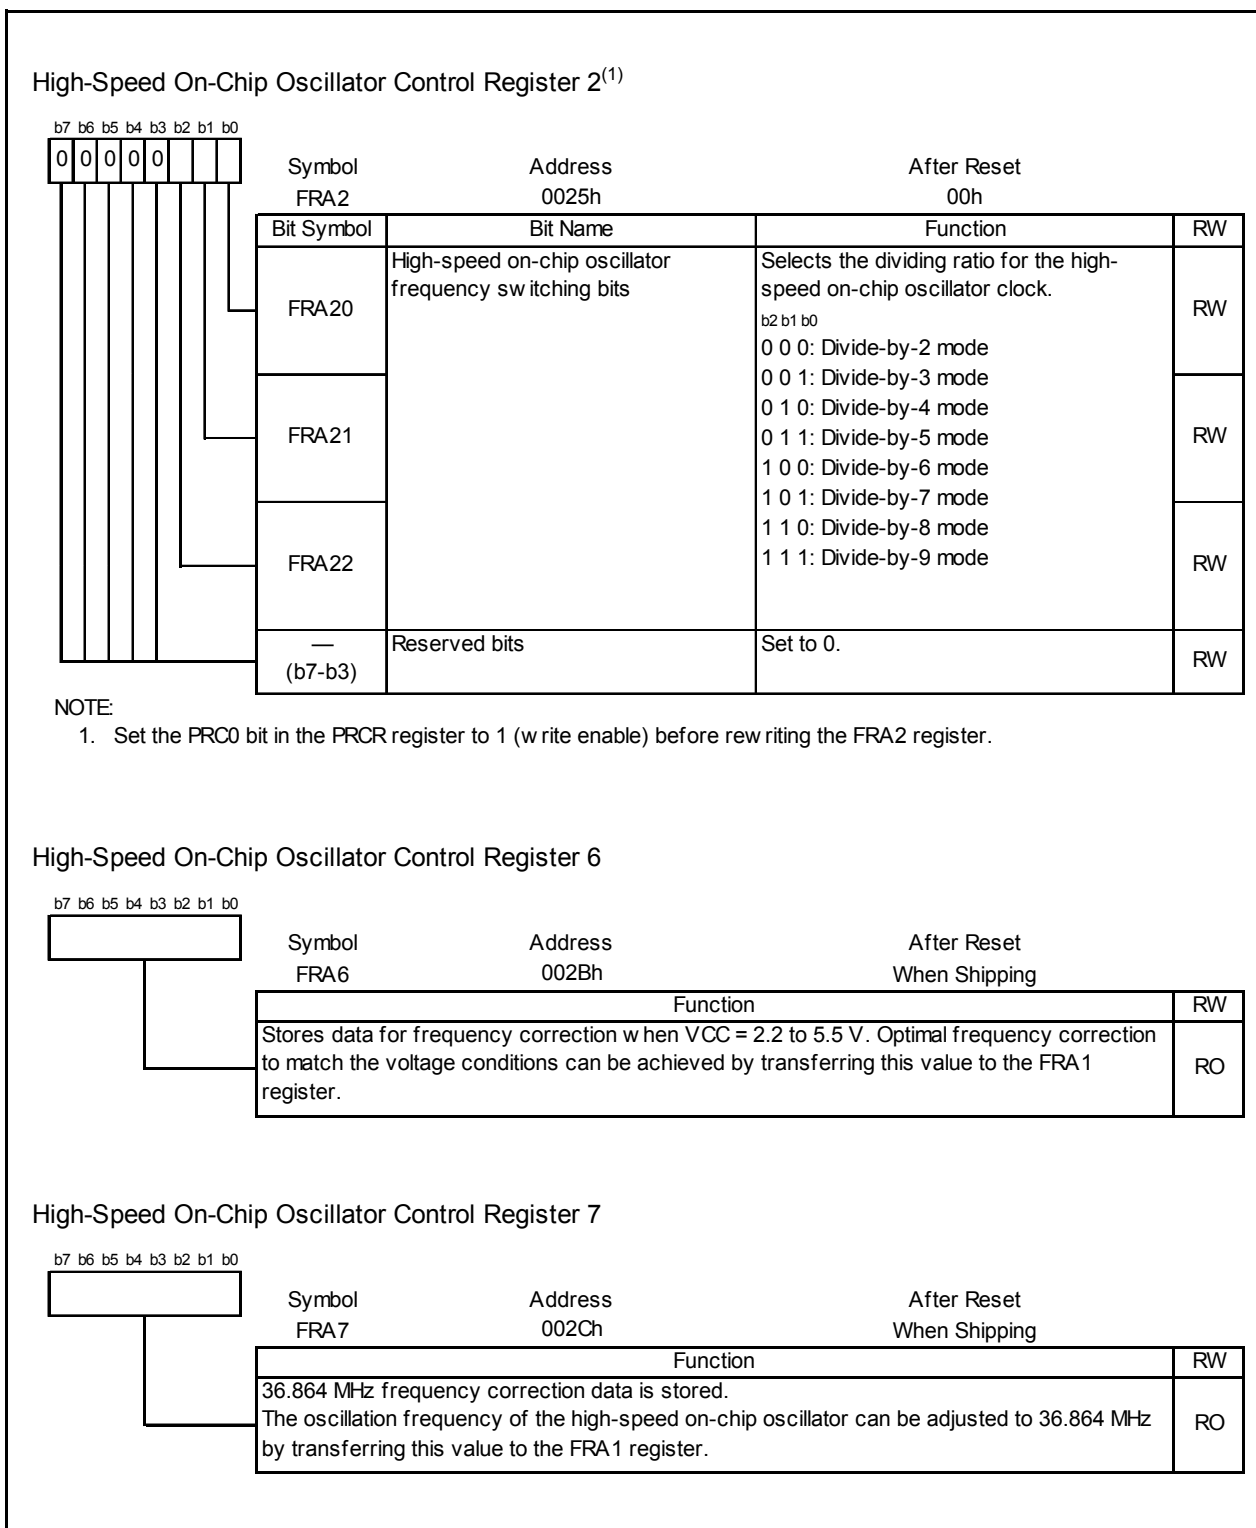 High-Speed On-Chip Oscillator Control Register 2(1)
b7 b6 b5 b4 b3 b2 b1 b0
0 0 0 0 0
Symbol Address After Reset
FRA2 0025h 00h
Bit Symbol Bit Name Function RW
FRA20 High-speed on-chip oscillator frequency switching bits Selects the dividing ratio for the high-speed on-chip oscillator clock. RW
b2 b1 b0
0 0 0: Divide-by-2 mode
0 0 1: Divide-by-3 mode
0 1 0: Divide-by-4 mode
FRA21 0 1 1: Divide-by-5 mode RW
1 0 0: Divide-by-6 mode
1 0 1: Divide-by-7 mode
1 1 0: Divide-by-8 mode
FRA22 1 1 1: Divide-by-9 mode RW
— (b7-b3) Reserved bits Set to 0. RW
NOTE:
1. Set the PRC0 bit in the PRCR register to 1 (write enable) before rewriting the FRA2 register.
High-Speed On-Chip Oscillator Control Register 6
b7 b6 b5 b4 b3 b2 b1 b0
Symbol Address After Reset
FRA6 002Bh When Shipping
Function RW
Stores data for frequency correction when VCC = 2.2 to 5.5 V. Optimal frequency correction
to match the voltage conditions can be achieved by transferring this value to the FRA1 RO
register.
High-Speed On-Chip Oscillator Control Register 7
b7 b6 b5 b4 b3 b2 b1 b0
Symbol Address After Reset
FRA7 002Ch When Shipping
Function RW
36.864 MHz frequency correction data is stored.
The oscillation frequency of the high-speed on-chip oscillator can be adjusted to 36.864 MHz RO
by transferring this value to the FRA1 register.